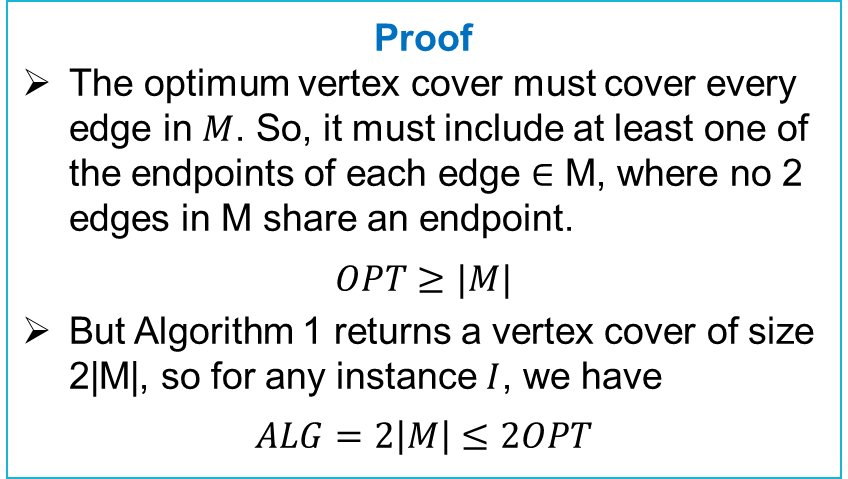 Proof
➢ The optimum vertex cover must cover every
edge in 𝑀. So, it must include at least one of
the endpoints of each edge ∈ M, where no 2
edges in M share an endpoint.
𝑂𝑃𝑇 ≥ |𝑀|
➢ But Algorithm 1 returns a vertex cover of size
2|M|, so for any instance 𝐼, we have
𝐴𝐿𝐺 = 2|𝑀| ≤ 2𝑂𝑃𝑇